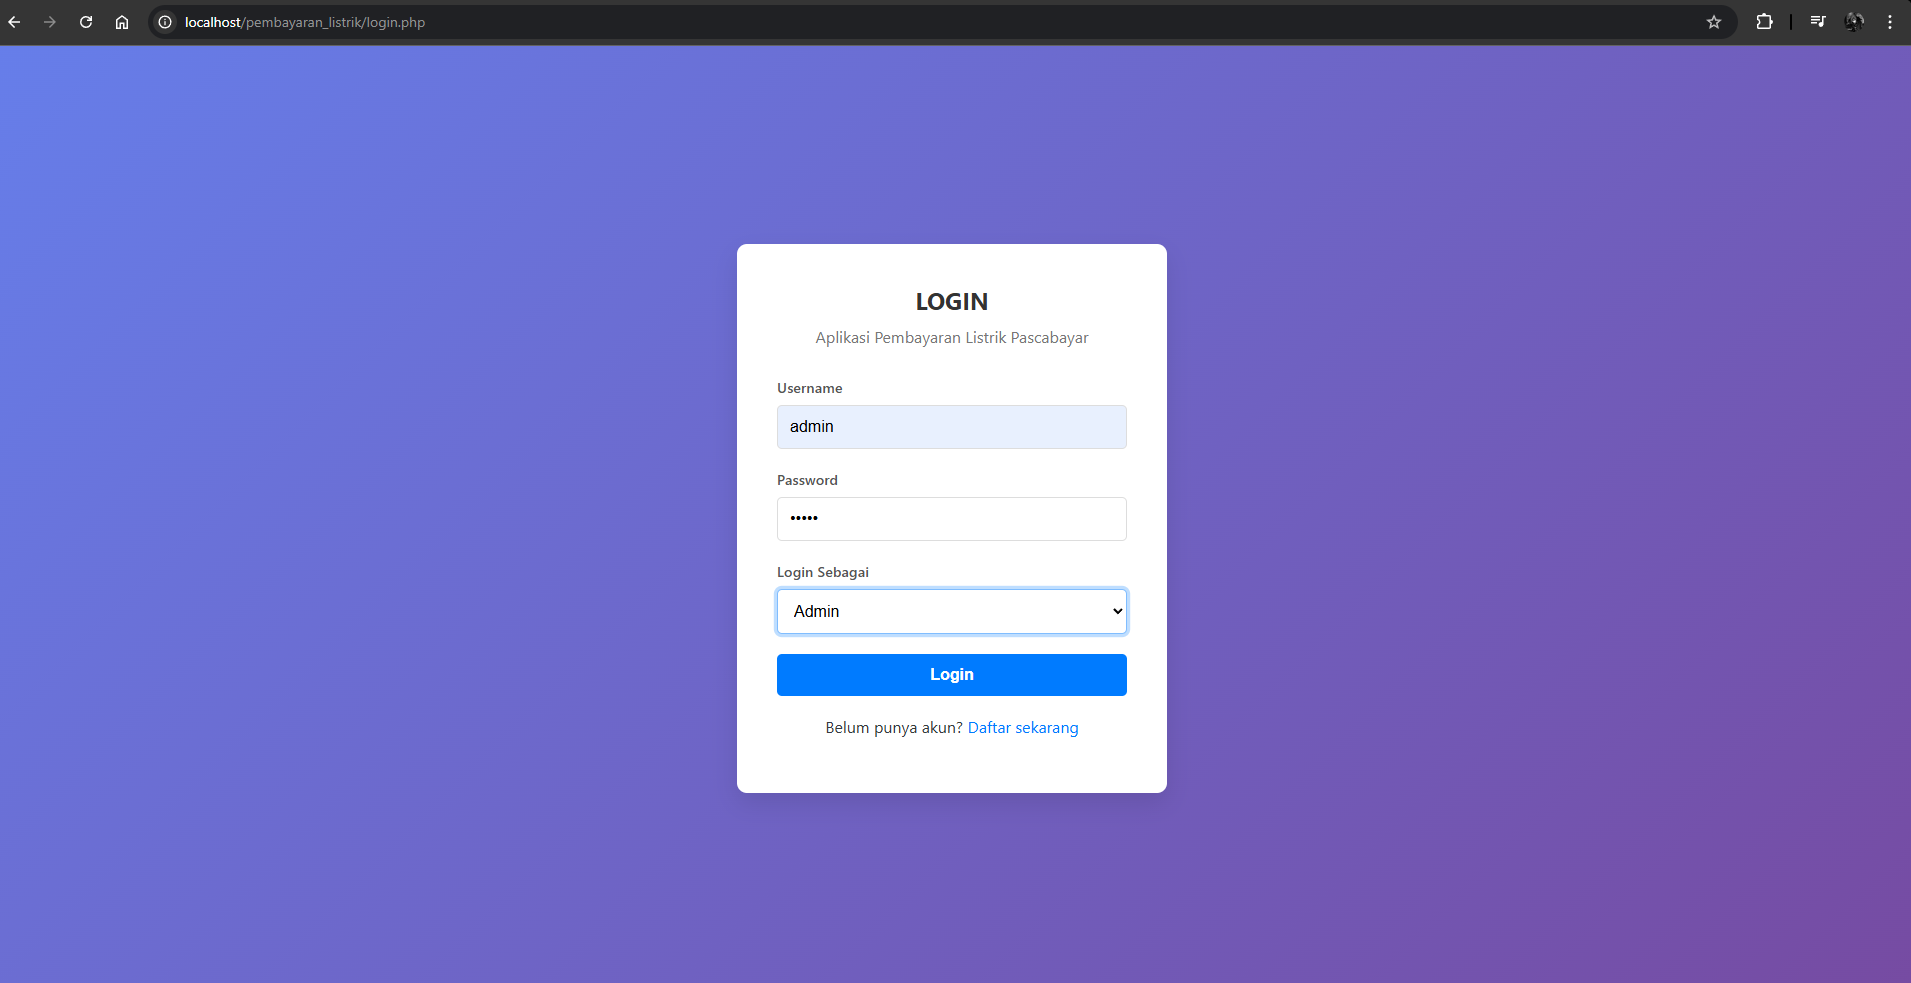 localhost/pembayaran_listrik/login.php
LOGIN
Aplikasi Pembayaran Listrik Pascabayar
Username
admin
Password
•••••
Login Sebagai
Admin
Login
Belum punya akun? Daftar sekarang